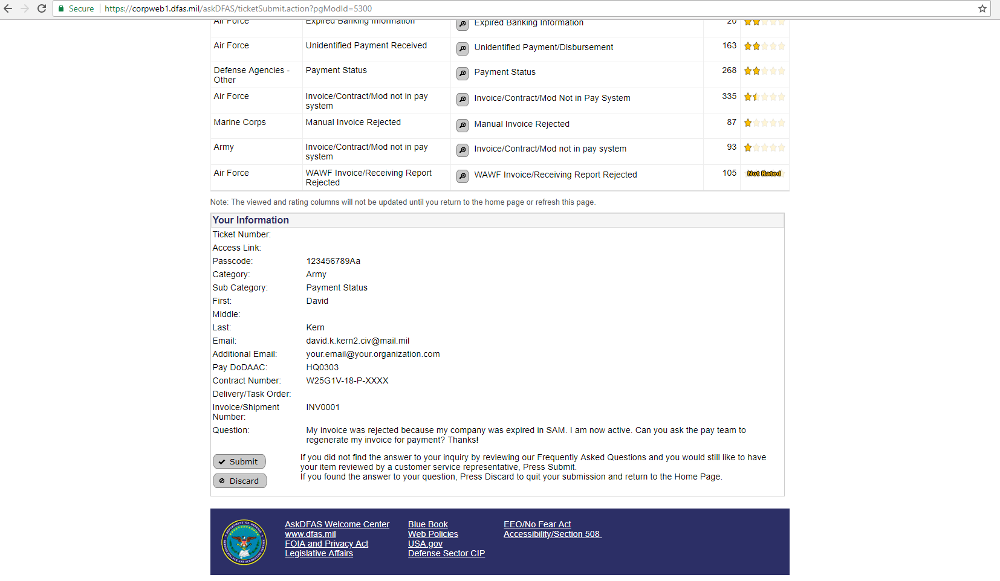 Secure https://corpweb1.dfas.mil/askDFAS/ticketSubmit.action?pgModId=5300
Air Force Expired Banking Information Expired Banking Information 20
Air Force Unidentified Payment Received Unidentified Payment/Disbursement 163
Defense Agencies - Payment Status Payment Status 268
Other
Air Force Invoice/Contract/Mod not in pay Invoice/Contract/Mod Not in Pay System 335
system
Marine Corps Manual Invoice Rejected Manual Invoice Rejected 87
Army Invoice/Contract/Mod not in pay Invoice/Contract/Mod not in pay system 93
system
Air Force WAWF Invoice/Receiving Report WAWF Invoice/Receiving Report Rejected 105 Not Rated
Rejected
Note: The viewed and rating columns will not be updated until you return to the home page or refresh this page.
Your Information
Ticket Number:
Access Link:
Passcode: 123456789Aa
Category: Army
Sub Category: Payment Status
First: David
Middle:
Last: Kern
Email: david.k.kern2.civ@mail.mil
Additional Email: your.email@your.organization.com
Pay DoDAAC: HQ0303
Contract Number: W25G1V-18-P-XXXX
Delivery/Task Order:
Invoice/Shipment INV0001
Number:
Question: My invoice was rejected because my company was expired in SAM. I am now active. Can you ask the pay team to
regenerate my invoice for payment? Thanks!
Submit If you did not find the answer to your inquiry by reviewing our Frequently Asked Questions and you would still like to have
your item reviewed by a customer service representative, Press Submit.
Discard If you found the answer to your question, Press Discard to quit your submission and return to the Home Page.
AskDFAS Welcome Center Blue Book EEO/No Fear Act
www.dfas.mil Web Policies Accessibility/Section 508
FOIA and Privacy Act USA.gov
Legislative Affairs Defense Sector CIP
DEPARTMENT OF DEFENSE
DEFENSE FINANCE AND ACCOUNTING SERVICE